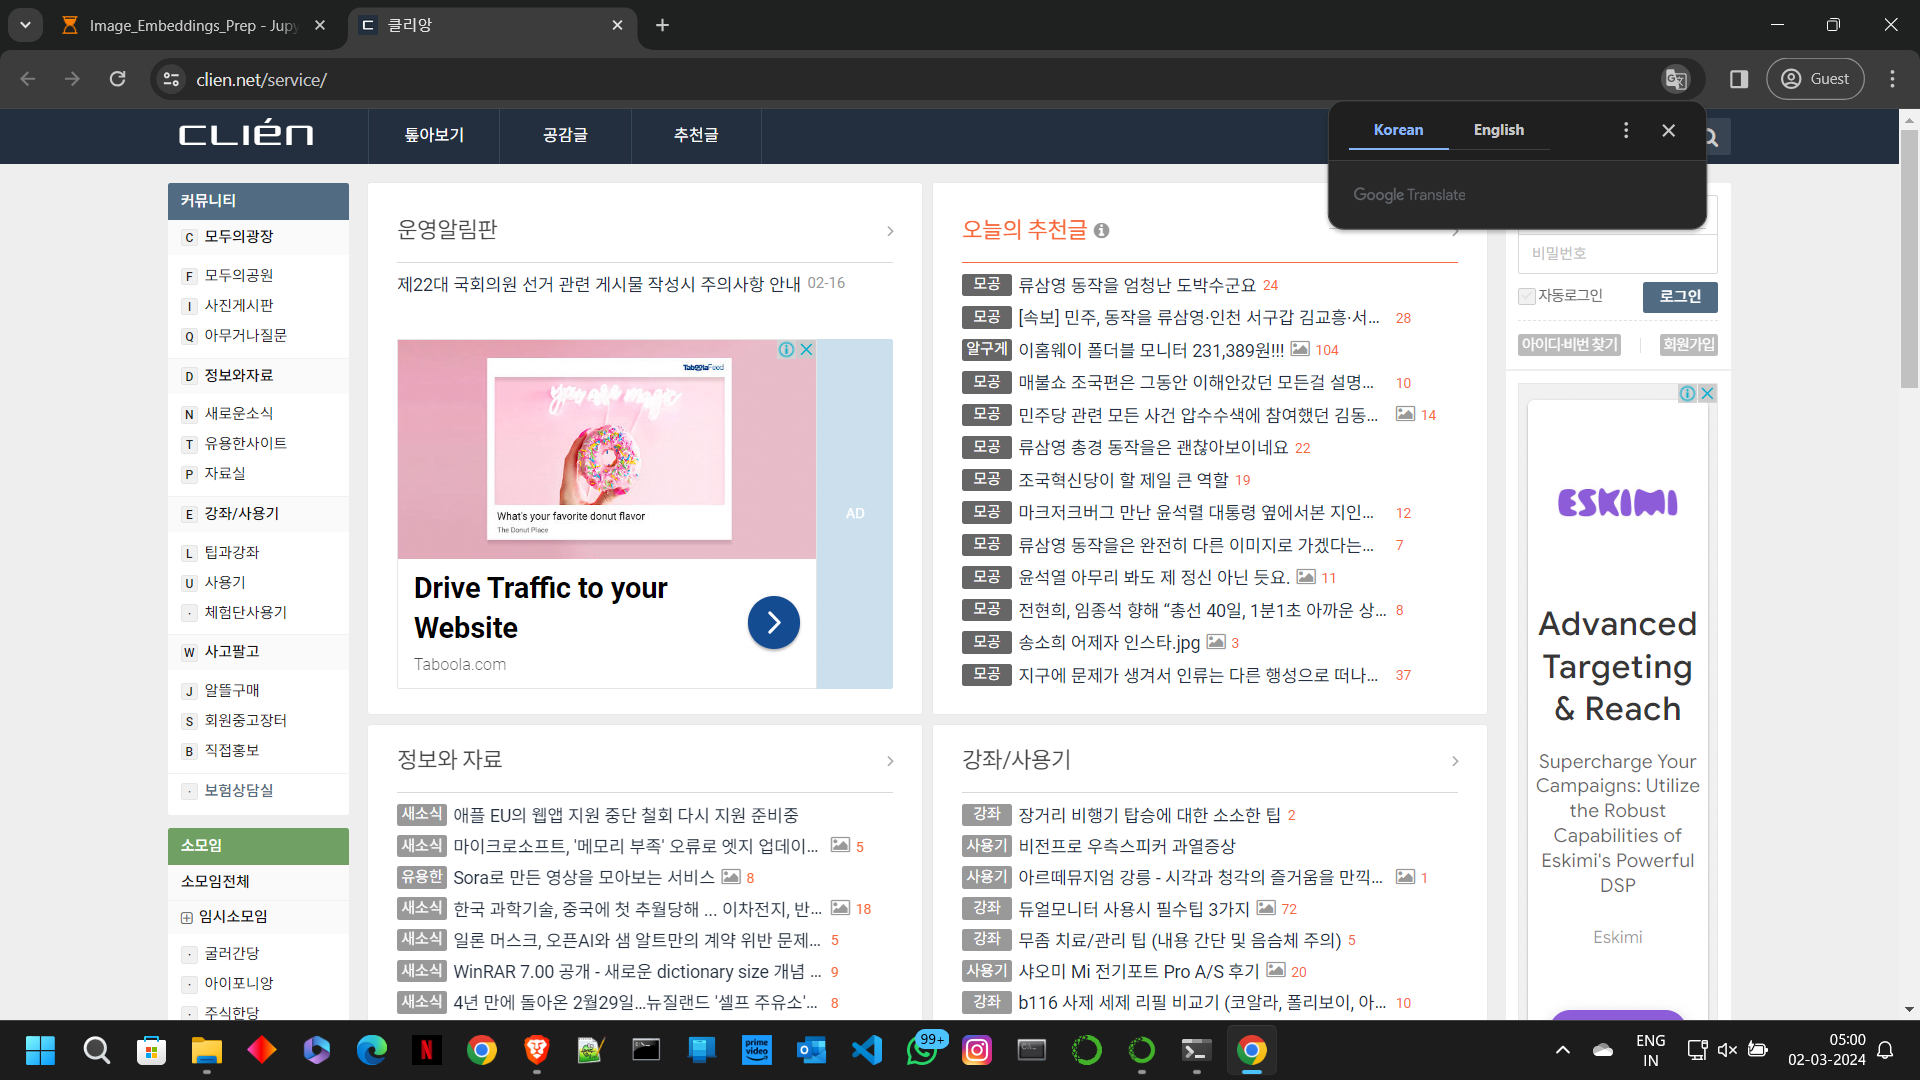 Image_Embeddings_Prep - Jupy
클리앙
clien.net/service/
Guest
CLIÉN
톺아보기
공감글
추천글
Korean
English
Google Translate
커뮤니티
C 모두의광장
F 모두의공원
I 사진게시판
Q 아무거나질문
D 정보와자료
N 새로운소식
T 유용한사이트
P 자료실
E 강좌/사용기
L 팁과강좌
U 사용기
· 체험단사용기
W 사고팔고
J 알뜰구매
S 회원중고장터
B 직접홍보
· 보험상담실
소모임
소모임전체
임시소모임
· 굴러간당
· 아이포니앙
· 주식한당
운영알림판
제22대 국회의원 선거 관련 게시물 작성시 주의사항 안내 02-16
TaboolaFeed
you are magic
What's your favorite donut flavor
The Donut Place
AD
Drive Traffic to your
Website
Taboola.com
오늘의 추천글
모공 류삼영 동작을 엄청난 도박수군요 24
모공 [속보] 민주, 동작을 류삼영·인천 서구갑 김교흥·서... 28
알구게 이홈웨이 폴더블 모니터 231,389원!!! 104
모공 매불쇼 조국편은 그동안 이해안갔던 모든걸 설명... 10
모공 민주당 관련 모든 사건 압수수색에 참여했던 김동... 14
모공 류삼영 총경 동작을은 괜찮아보이네요 22
모공 조국혁신당이 할 제일 큰 역할 19
모공 마크저크버그 만난 윤석렬 대통령 옆에서본 지인... 12
모공 류삼영 동작을은 완전히 다른 이미지로 가겠다는... 7
모공 윤석열 아무리 봐도 제 정신 아닌 듯요. 11
모공 전현희, 임종석 향해 “총선 40일, 1분1초 아까운 상... 8
모공 송소희 어제자 인스타.jpg 3
모공 지구에 문제가 생겨서 인류는 다른 행성으로 떠나... 37
비밀번호
자동로그인
로그인
아이디·비번 찾기
회원가입
ESKIMI
Advanced
Targeting
& Reach
Supercharge Your
Campaigns: Utilize
the Robust
Capabilities of
Eskimi's Powerful
DSP
Eskimi
정보와 자료
새소식 애플 EU의 웹앱 지원 중단 철회 다시 지원 준비중
새소식 마이크로소프트, '메모리 부족' 오류로 엣지 업데이... 5
유용한 Sora로 만든 영상을 모아보는 서비스 8
새소식 한국 과학기술, 중국에 첫 추월당해 ... 이차전지, 반... 18
새소식 일론 머스크, 오픈AI와 샘 알트만의 계약 위반 문제... 5
새소식 WinRAR 7.00 공개 - 새로운 dictionary size 개념 ... 9
새소식 4년 만에 돌아온 2월29일...뉴질랜드 '셀프 주유소'... 8
강좌/사용기
강좌 장거리 비행기 탑승에 대한 소소한 팁 2
사용기 비전프로 우측스피커 과열증상
사용기 아르떼뮤지엄 강릉 - 시각과 청각의 즐거움을 만끽... 1
강좌 듀얼모니터 사용시 필수팁 3가지 72
강좌 무좀 치료/관리 팁 (내용 간단 및 음슴체 주의) 5
사용기 샤오미 Mi 전기포트 Pro A/S 후기 20
강좌 b116 사제 세제 리필 비교기 (코알라, 폴리보이, 아... 10
prime video
99+
ENG
IN
05:00
02-03-2024